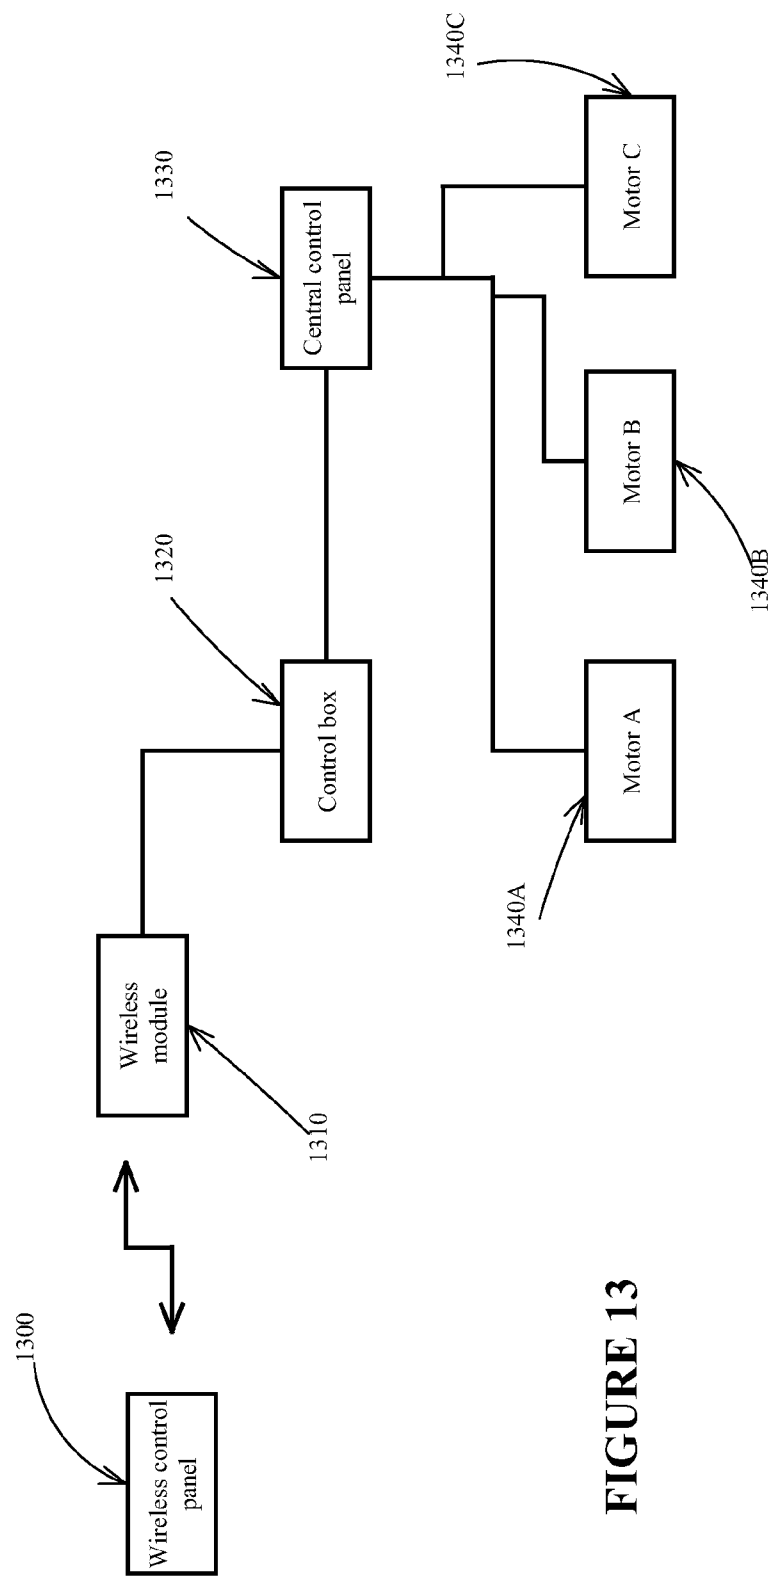 1300
Wireless control
panel
1310
Wireless
module
1320
Control box
1330
Central control
panel
1340A
Motor A
1340B
Motor B
1340C
Motor C
FIGURE 13